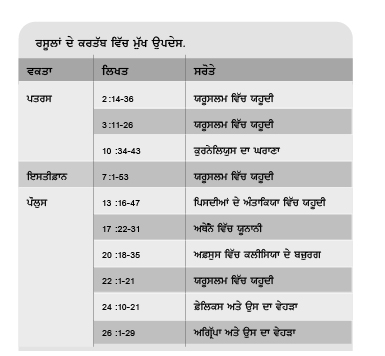 ਰਸੂਲਾਂ ਦੇ ਕਰਤੱਬ ਵਿੱਚ ਮੁੱਖ ਉਪਦੇਸ.
ਵਕਤਾ ਲਿਖਤ ਸਰੋਤੇ
ਪਤਰਸ 2:14-36 ਯਰੂਸਲਮ ਵਿੱਚ ਯਹੂਦੀ
3:11-26 ਯਰੂਸਲਮ ਵਿੱਚ ਯਹੂਦੀ
10 :34-43 ਕੁਰਨੇਲਿਯੁਸ ਦਾ ਘਰਾਣਾ
ਇਸਤੀਫ਼ਾਨ 7 :1-53 ਯਰੂਸਲਮ ਵਿੱਚ ਯਹੂਦੀ
ਪੌਲੁਸ 13 :16-47 ਪਿਸਦੀਆਂ ਦੇ ਅੰਤਾਕਿਯਾ ਵਿੱਚ ਯਹੂਦੀ
17 :22-31 ਅਥੇਨੈ ਵਿੱਚ ਯੂਨਾਨੀ
20 :18-35 ਅਫ਼ਸੁਸ ਵਿੱਚ ਕਲੀਸਿਯਾ ਦੇ ਬਜ਼ੁਰਗ
22 :1-21 ਯਰੂਸਲਮ ਵਿੱਚ ਯਹੂਦੀ
24 :10-21 ਫ਼ੇਲਿਕਸ ਅਤੇ ਉਸ ਦਾ ਵੇਹੜਾ
26 :1-29 ਅਗ੍ਰਿੱਪਾ ਅਤੇ ਉਸ ਦਾ ਵੇਹੜਾ